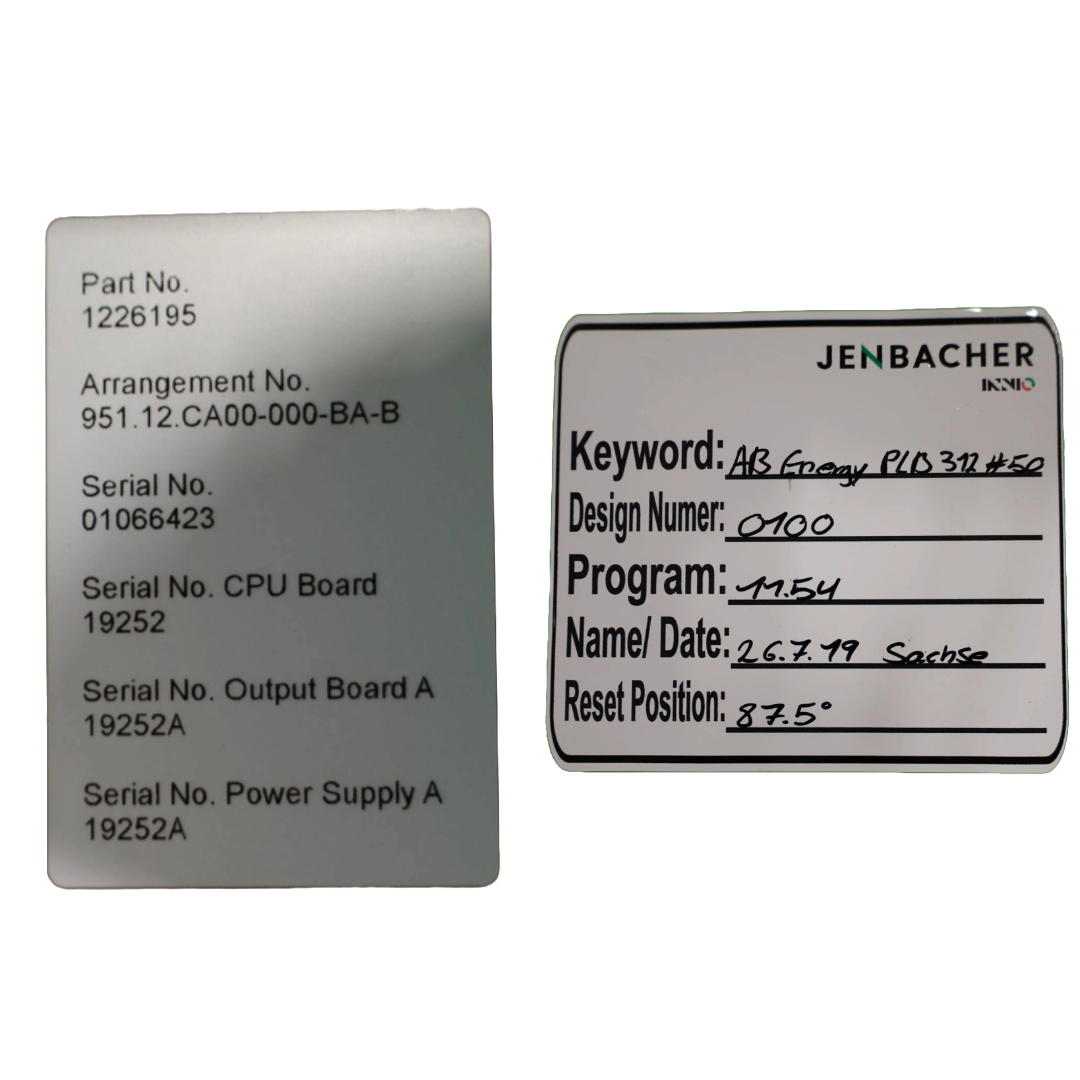 Part No.
1226195
Arrangement No.
951.12.CA00-000-BA-B
Serial No.
01066423
Serial No. CPU Board
19252
Serial No. Output Board A
19252A
Serial No. Power Supply A
19252A
JENBACHER
INNIO
Keyword: AB Energy PLB 312 #50
Design Numer: 0100
Program: 11.54
Name/ Date: 26.7.19 Sachse
Reset Position: 87.5°